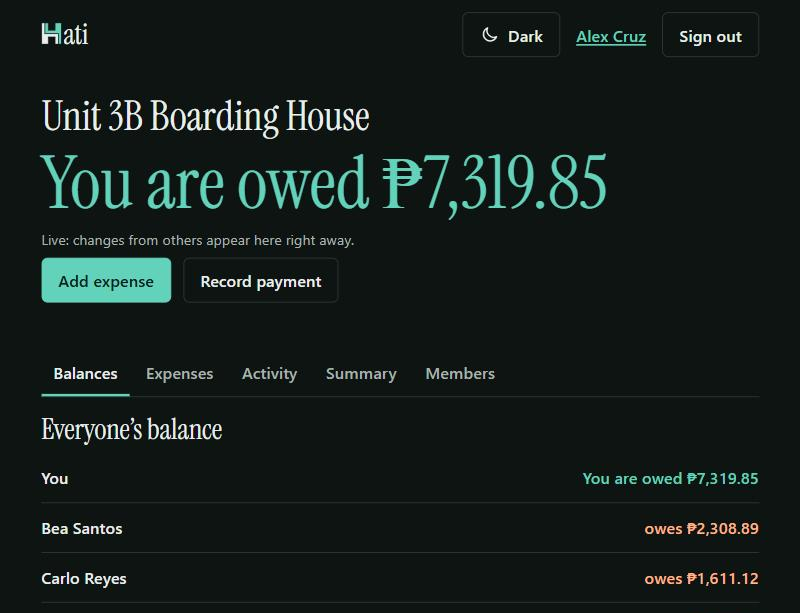 Hati
Dark
Alex Cruz
Sign out
Unit 3B Boarding House
You are owed ₱7,319.85
Live: changes from others appear here right away.
Add expense
Record payment
Balances Expenses Activity Summary Members
Everyone’s balance
You You are owed ₱7,319.85
Bea Santos owes ₱2,308.89
Carlo Reyes owes ₱1,611.12